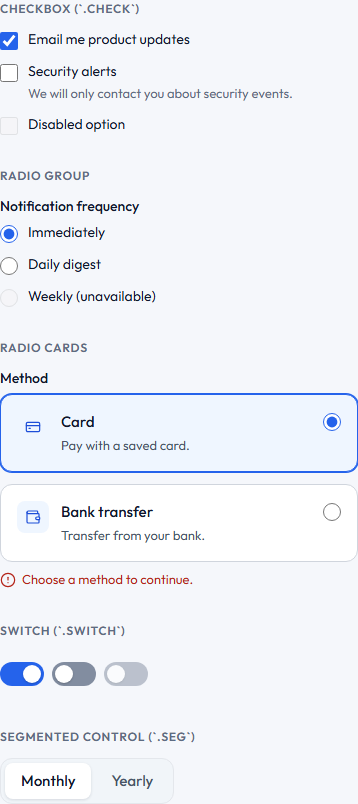 CHECKBOX (`.CHECK`)
Email me product updates
Security alerts
We will only contact you about security events.
Disabled option
RADIO GROUP
Notification frequency
Immediately
Daily digest
Weekly (unavailable)
RADIO CARDS
Method
Card
Pay with a saved card.
Bank transfer
Transfer from your bank.
Choose a method to continue.
SWITCH (`.SWITCH`)
SEGMENTED CONTROL (`.SEG`)
Monthly Yearly